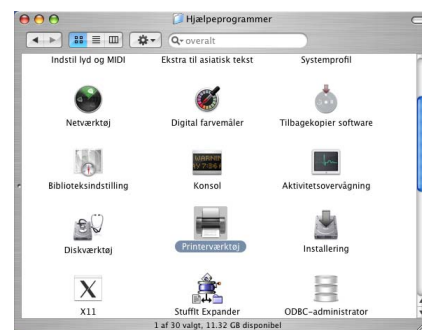 Hjælpeprogrammer
overalt
Indstil lyd og MIDI Ekstra til asiatisk tekst Systemprofil
Netværktøj Digital farvemåler Tilbagekopier software
WARNIN
Biblioteksindstilling Konsol Aktivitetsovervågning
Diskværktøj Printerværktøj Installering
X
X11 StuffIt Expander ODBC-administrator
1 af 30 valgt, 11.32 GB disponibel